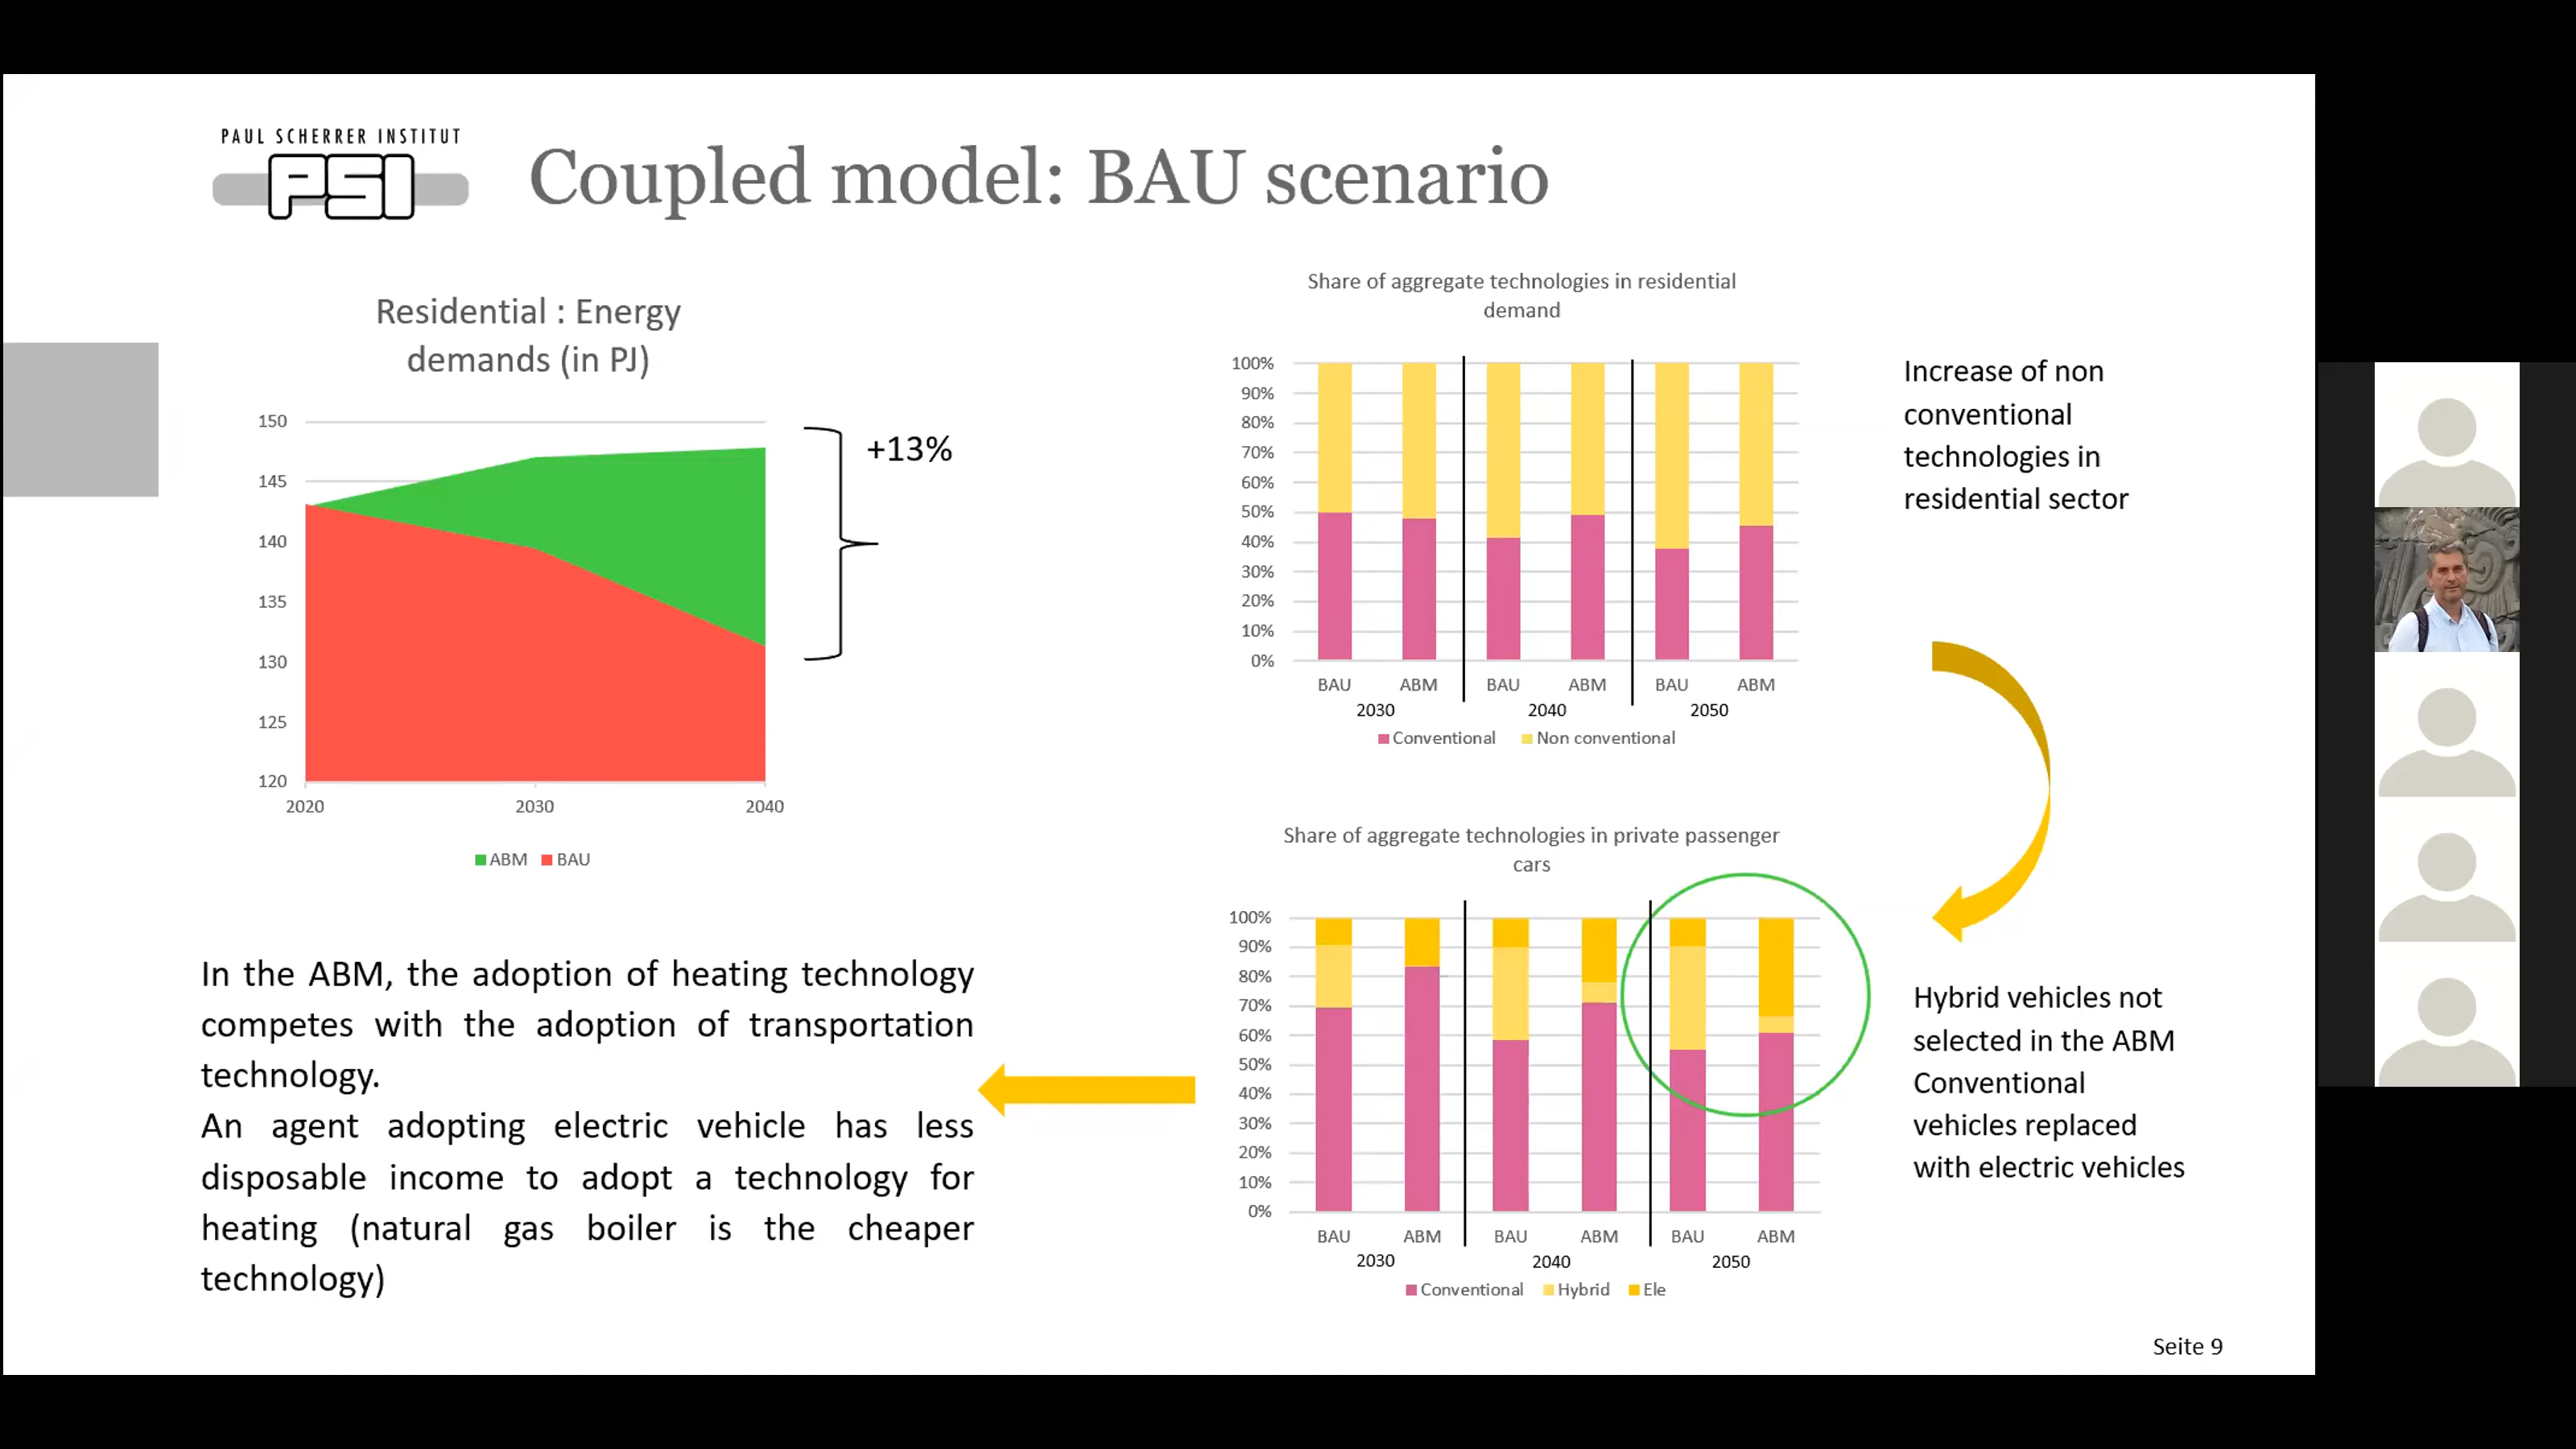 PAUL SCHERRER INSTITUT
PSI
Coupled model: BAU scenario
Residential : Energy
demands (in PJ)
150
145
140
135
130
125
120
2020 2030 2040
ABM BAU
+13%
In the ABM, the adoption of heating technology
competes with the adoption of transportation
technology.
An agent adopting electric vehicle has less
disposable income to adopt a technology for
heating (natural gas boiler is the cheaper
technology)
Share of aggregate technologies in residential
demand
100%
90%
80%
70%
60%
50%
40%
30%
20%
10%
0%
BAU ABM BAU ABM BAU ABM
2030 2040 2050
Conventional Non conventional
Increase of non
conventional
technologies in
residential sector
Share of aggregate technologies in private passenger
cars
100%
90%
80%
70%
60%
50%
40%
30%
20%
10%
0%
BAU ABM BAU ABM BAU ABM
2030 2040 2050
Conventional Hybrid Ele
Hybrid vehicles not
selected in the ABM
Conventional
vehicles replaced
with electric vehicles
Seite 9